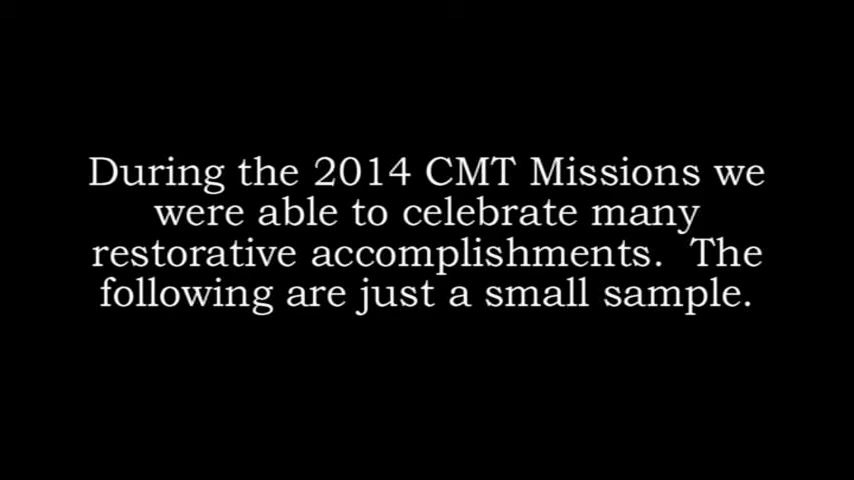 During the 2014 CMT Missions we
were able to celebrate many
restorative accomplishments.  The
following are just a small sample.